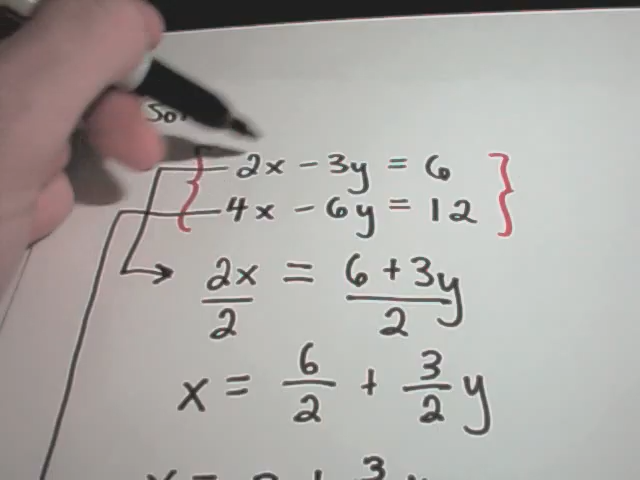 2x - 3y = 6
4x - 6y = 12
2x/2 = 6 + 3y/2
x = 6/2 + 3/2 y